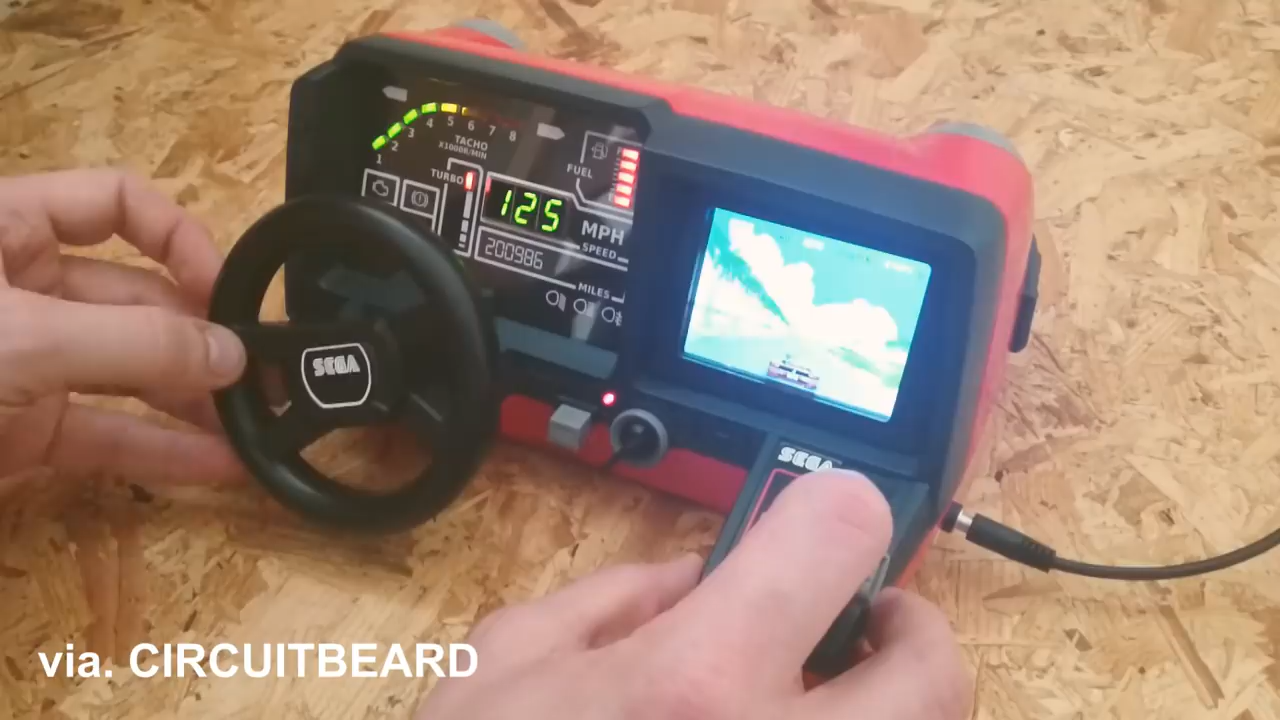 1 2 3 4 5 6 7 8
TACHO
X1000R/MIN
TURBO
FUEL
F
125
MPH
SPEED
200986
MILES
SEGA
SEGA
via. CIRCUITBEARD